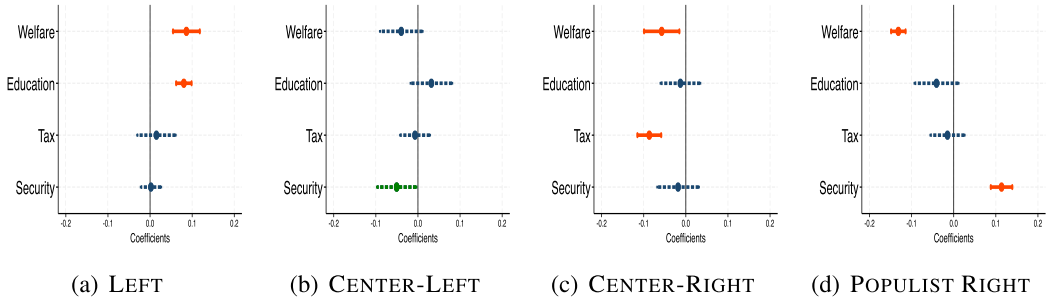 Welfare
Education
Tax
Security
-0.2 -0.1 0.0 0.1 0.2
Coefficients
(a) LEFT
Welfare
Education
Tax
Security
-0.2 -0.1 0.0 0.1 0.2
Coefficients
(b) CENTER-LEFT
Welfare
Education
Tax
Security
-0.2 -0.1 0.0 0.1 0.2
Coefficients
(c) CENTER-RIGHT
Welfare
Education
Tax
Security
-0.2 -0.1 0.0 0.1 0.2
Coefficients
(d) POPULIST RIGHT